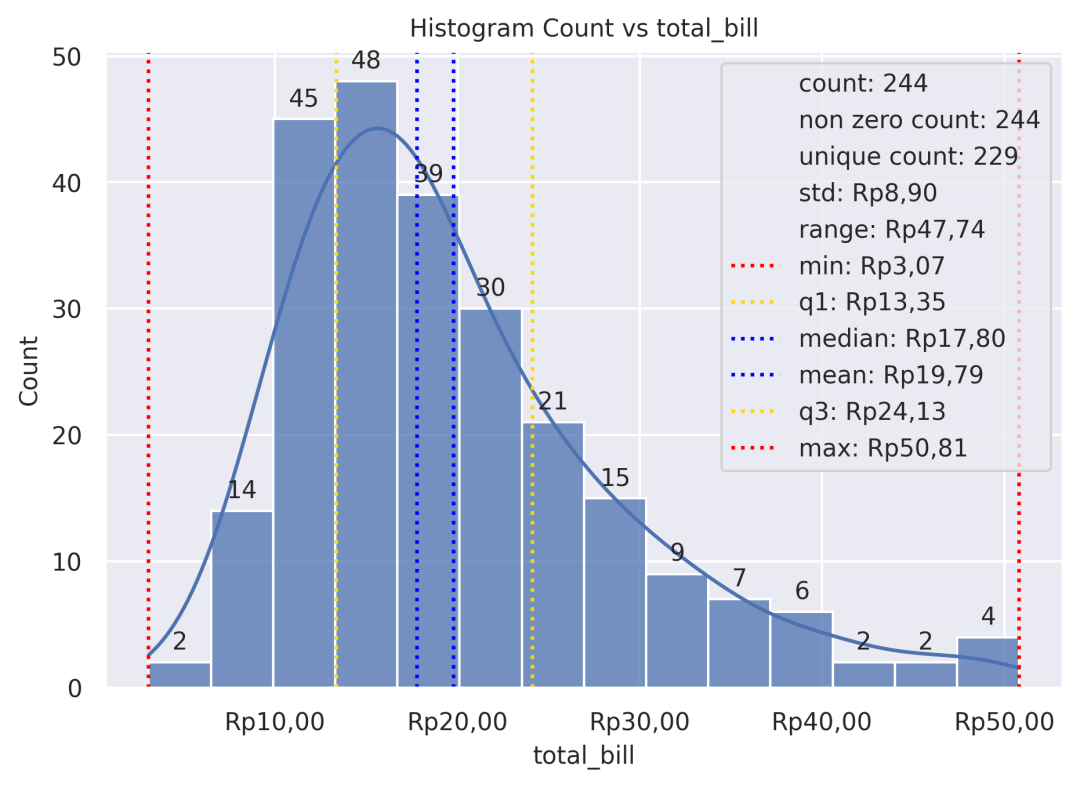 Histogram Count vs total_bill
50
40
30
20
10
0
Count
2
14
45
48
39
30
21
15
9
7
6
2
2
4
count: 244
non zero count: 244
unique count: 229
std: Rp8,90
range: Rp47,74
min: Rp3,07
q1: Rp13,35
median: Rp17,80
mean: Rp19,79
q3: Rp24,13
max: Rp50,81
Rp10,00
Rp20,00
Rp30,00
Rp40,00
Rp50,00
total_bill